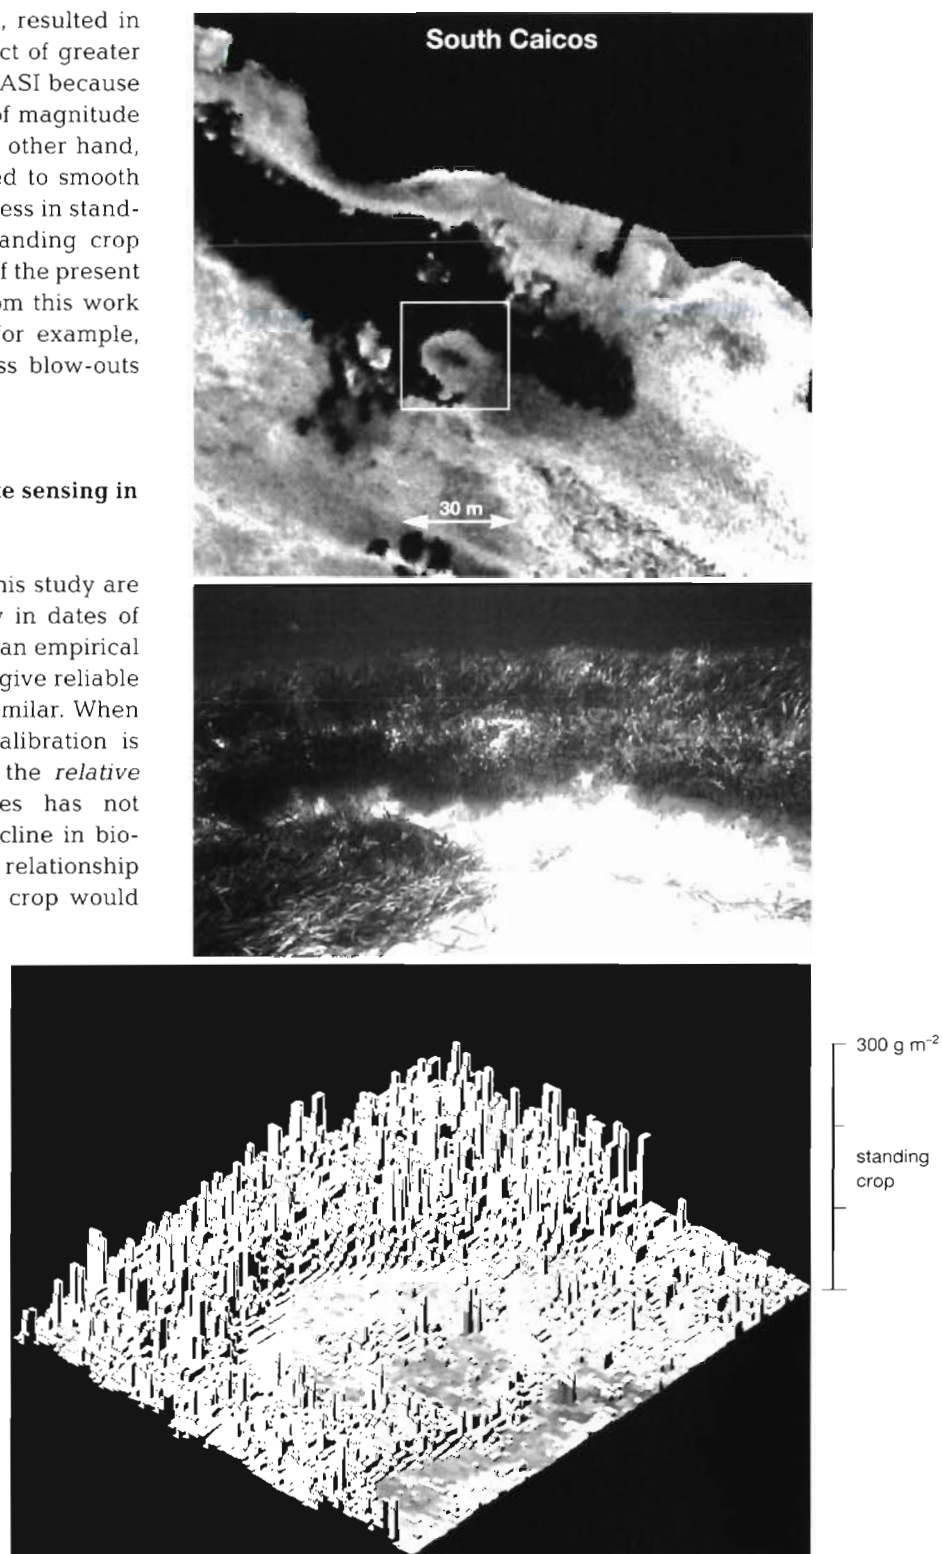 , resulted in
ct of greater
ASI because
of magnitude
other hand,
ed to smooth
ess in stand-
anding crop
f the present
om this work
for example,
ss blow-outs
te sensing in
his study are
y in dates of
an empirical
give reliable
milar. When
alibration is
the relative
es has not
cline in bio-
relationship
crop would
South Caicos
30 m
300 g m⁻²
standing
crop